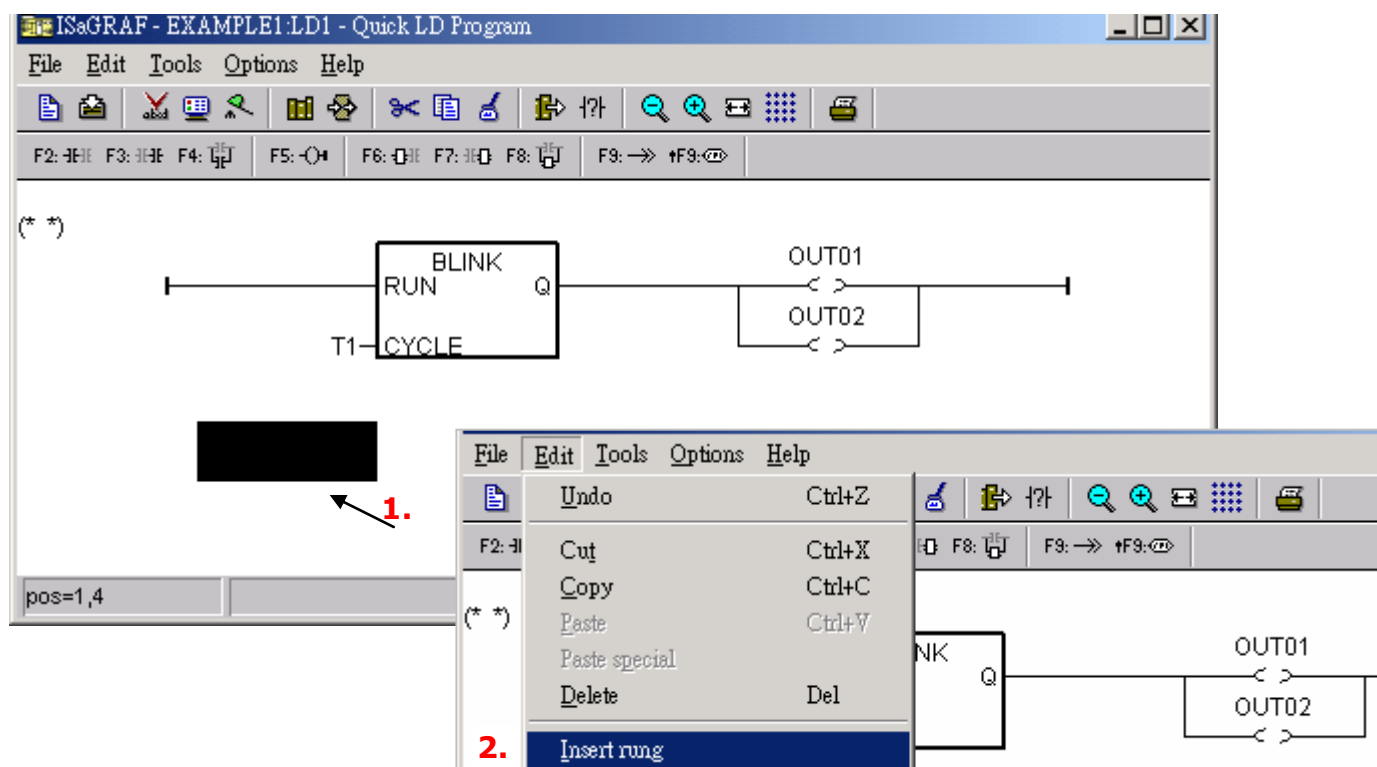 ISaGRAF - EXAMPLE1:LD1 - Quick LD Program
File Edit Tools Options Help
F2: F3: F4: F5: F6: F7: F8: F9: F9:
(* *)
BLINK
OUT01
RUN Q
OUT02
T1 CYCLE
1.
pos=1,4
File Edit Tools Options Help
Undo Ctrl+Z
F2: F8: F9: F9:
Cut Ctrl+X
Copy Ctrl+C
(* *)
Paste Ctrl+V
Paste special
NK
OUT01
Q
Delete Del
OUT02
2.
Insert rung